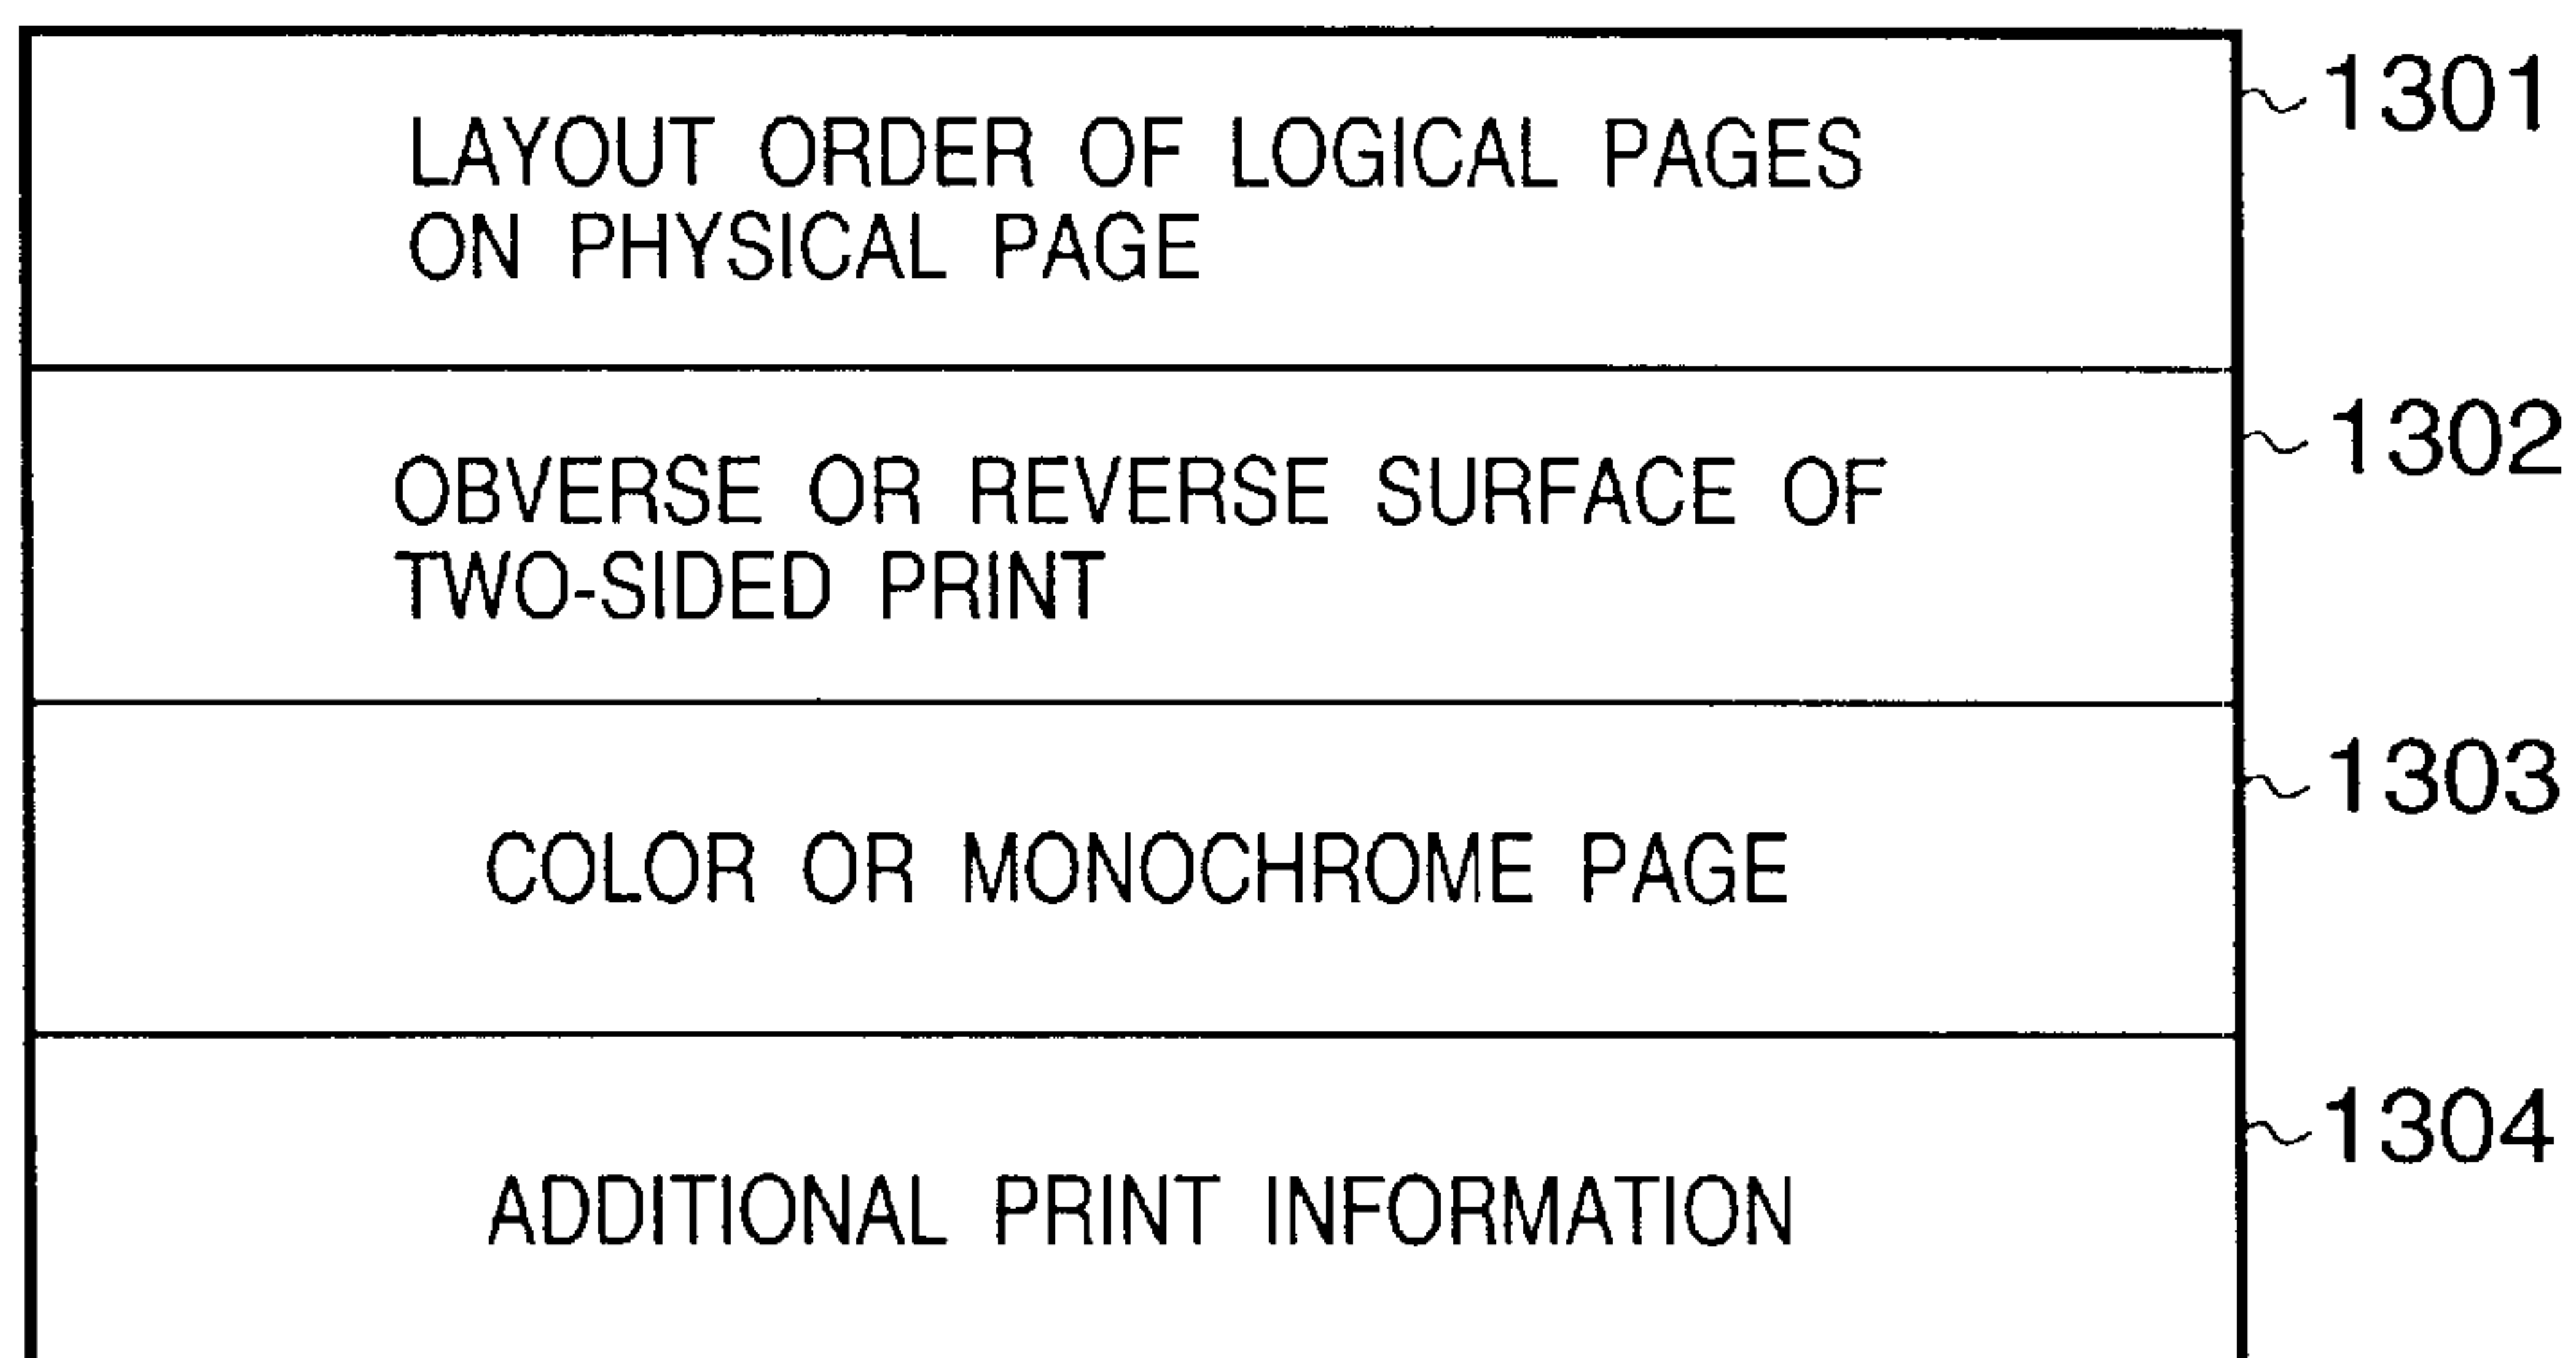 LAYOUT ORDER OF LOGICAL PAGES
ON PHYSICAL PAGE
1301
OBVERSE OR REVERSE SURFACE OF
TWO-SIDED PRINT
1302
COLOR OR MONOCHROME PAGE
1303
ADDITIONAL PRINT INFORMATION
1304